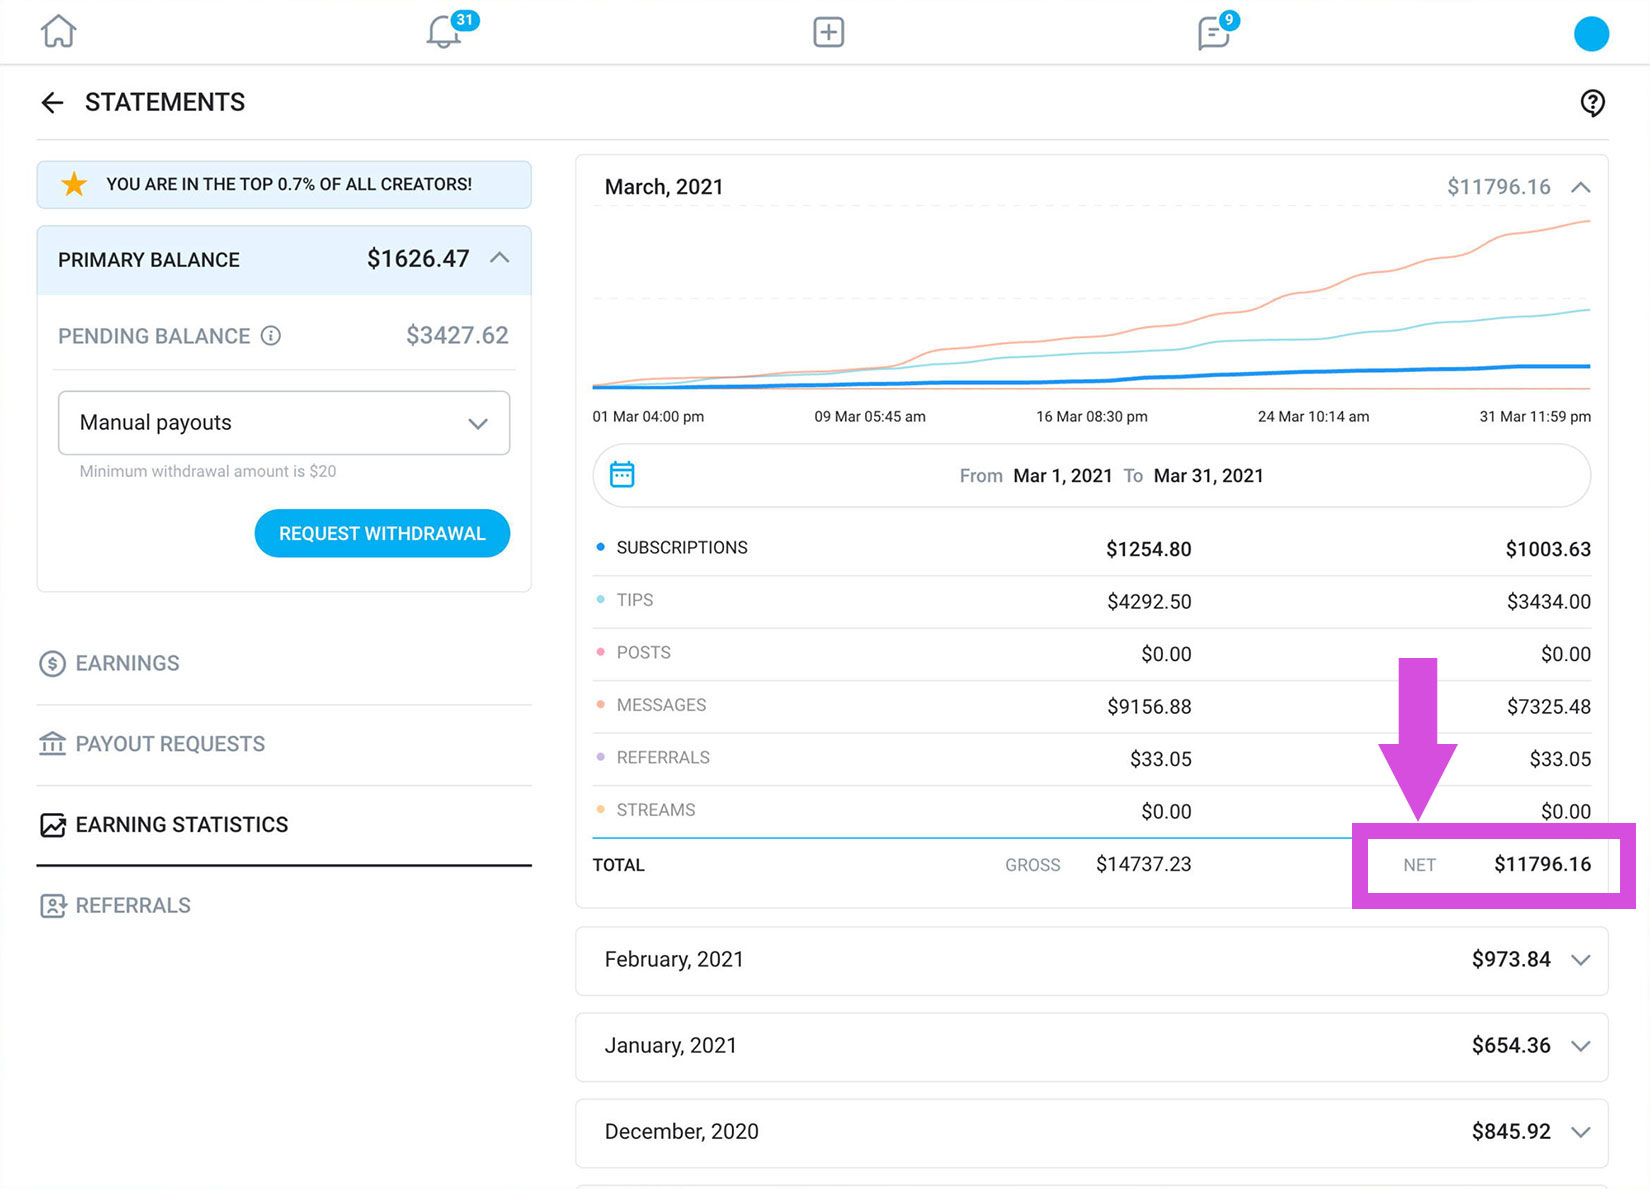 31
9
STATEMENTS
YOU ARE IN THE TOP 0.7% OF ALL CREATORS!
PRIMARY BALANCE $1626.47
PENDING BALANCE $3427.62
Manual payouts
Minimum withdrawal amount is $20
REQUEST WITHDRAWAL
EARNINGS
PAYOUT REQUESTS
EARNING STATISTICS
REFERRALS
March, 2021 $11796.16
01 Mar 04:00 pm 09 Mar 05:45 am 16 Mar 08:30 pm 24 Mar 10:14 am 31 Mar 11:59 pm
From Mar 1, 2021 To Mar 31, 2021
SUBSCRIPTIONS $1254.80 $1003.63
TIPS $4292.50 $3434.00
POSTS $0.00 $0.00
MESSAGES $9156.88 $7325.48
REFERRALS $33.05 $33.05
STREAMS $0.00 $0.00
TOTAL GROSS $14737.23 NET $11796.16
February, 2021 $973.84
January, 2021 $654.36
December, 2020 $845.92